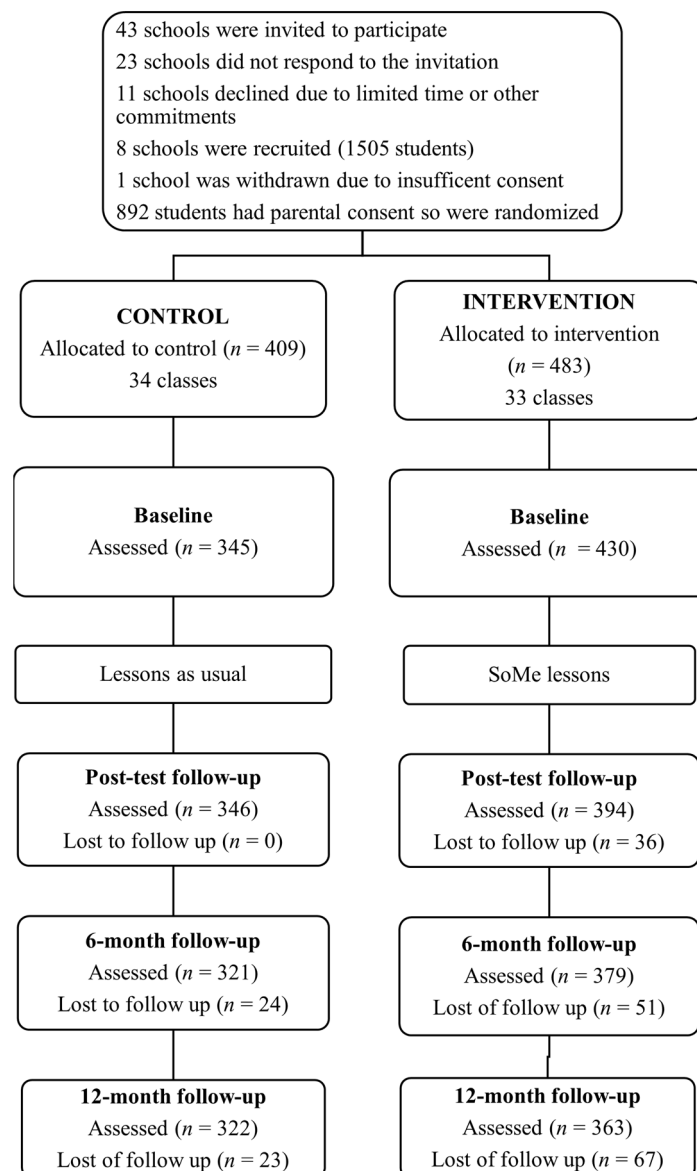 43 schools were invited to participate
23 schools did not respond to the invitation
11 schools declined due to limited time or other
commitments
8 schools were recruited (1505 students)
1 school was withdrawn due to insufficent consent
892 students had parental consent so were randomized
CONTROL
Allocated to control (n = 409)
34 classes
INTERVENTION
Allocated to intervention
(n = 483)
33 classes
Baseline
Assessed (n = 345)
Baseline
Assessed (n = 430)
Lessons as usual
SoMe lessons
Post-test follow-up
Assessed (n = 346)
Lost to follow up (n = 0)
Post-test follow-up
Assessed (n = 394)
Lost to follow up (n = 36)
6-month follow-up
Assessed (n = 321)
Lost to follow up (n = 24)
6-month follow-up
Assessed (n = 379)
Lost of follow up (n = 51)
12-month follow-up
Assessed (n = 322)
Lost of follow up (n = 23)
12-month follow-up
Assessed (n = 363)
Lost of follow up (n = 67)